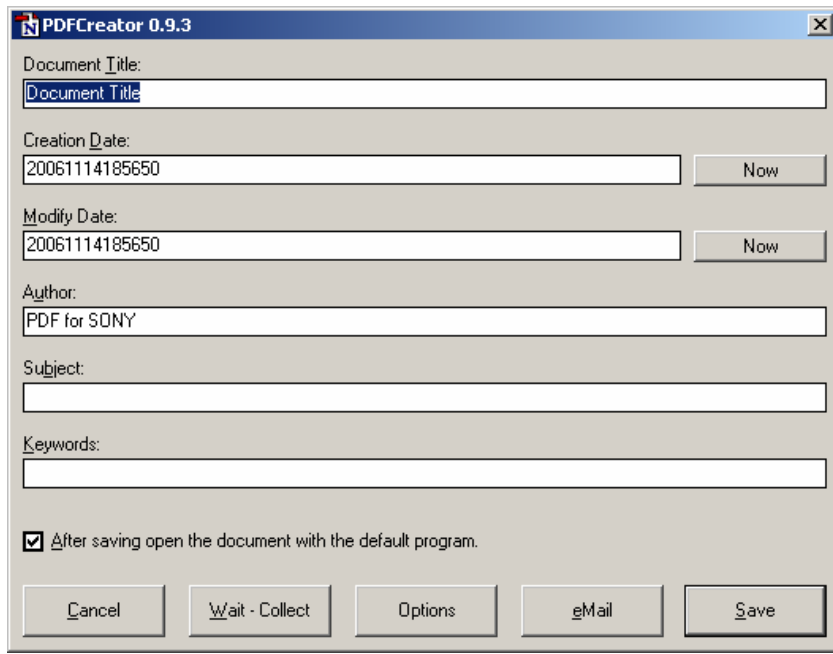 PDFCreator 0.9.3
Document Title:
Document Title
Creation Date:
20061114185650
Now
Modify Date:
20061114185650
Now
Author:
PDF for SONY
Subject:
Keywords:
After saving open the document with the default program.
Cancel Wait - Collect Options eMail Save